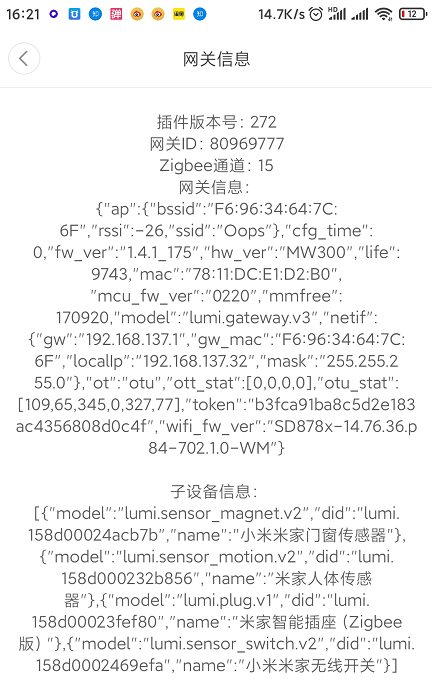 16:21
14.7K/s
12
网关信息
插件版本号: 272
网关ID: 80969777
Zigbee通道: 15
网关信息:
{"ap":{"bssid":"F6:96:34:64:7C:
6F","rssi":-26,"ssid":"Oops"},"cfg_time":
0,"fw_ver":"1.4.1_175","hw_ver":"MW300","life":
9743,"mac":"78:11:DC:E1:D2:B0",
"mcu_fw_ver":"0220","mmfree":
170920,"model":"lumi.gateway.v3","netif":
{"gw":"192.168.137.1","gw_mac":"F6:96:34:64:7C:
6F","localIp":"192.168.137.32","mask":"255.255.2
55.0"},"ot":"otu","ott_stat":[0,0,0,0],"otu_stat":
[109,65,345,0,327,77],"token":"b3fca91ba8c5d2e183
ac4356808d0c4f","wifi_fw_ver":"SD878x-14.76.36.p
84-702.1.0-WM"}
子设备信息:
[{"model":"lumi.sensor_magnet.v2","did":"lumi.
158d00024acb7b","name":"小米米家门窗传感器"},
{"model":"lumi.sensor_motion.v2","did":"lumi.
158d000232b856","name":"米家人体传感
器"},{"model":"lumi.plug.v1","did":"lumi.
158d00023fef80","name":"米家智能插座（Zigbee
版）"},{"model":"lumi.sensor_switch.v2","did":"lumi.
158d0002469efa","name":"小米米家无线开关"}]